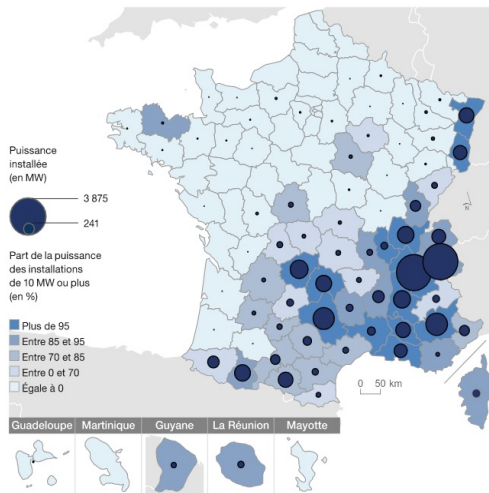 Puissance
installée
(en MW)
3 875
241
Part de la puissance
des installations
de 10 MW ou plus
(en %)
Plus de 95
Entre 85 et 95
Entre 70 et 85
Entre 0 et 70
Égale à 0
N
0 50 km
Guadeloupe Martinique Guyane La Réunion Mayotte